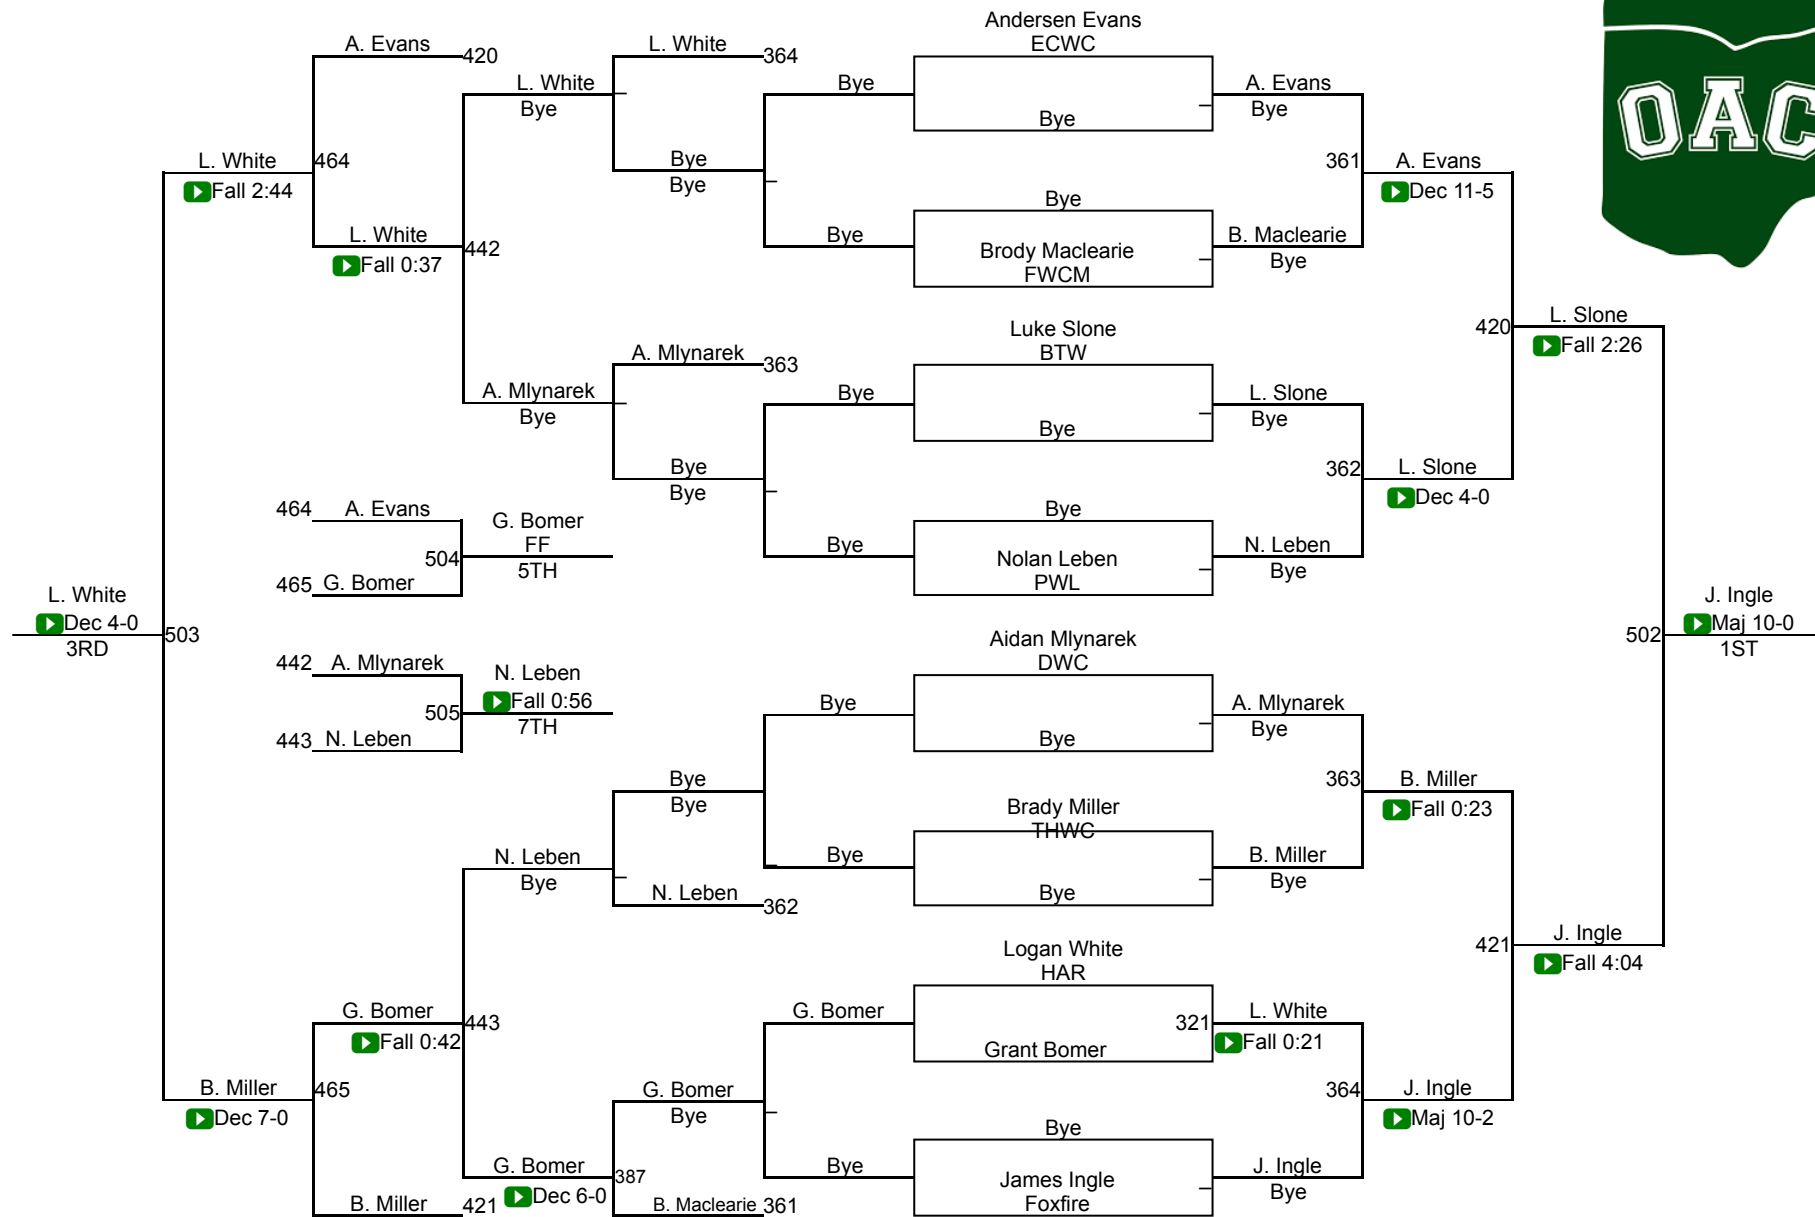 Andersen Evans
ECWC
A. Evans
420
L. White
364
L. White
Bye
Bye
Bye
A. Evans
Bye
OAC
L. White
464
Fall 2:44
Bye
Bye
361
A. Evans
Dec 11-5
Bye
L. White
442
Fall 0:37
Bye
Brody Maclearie
FWCM
B. Maclearie
Bye
420
L. Slone
Fall 2:26
Luke Slone
BTW
A. Mlynarek
363
A. Mlynarek
Bye
Bye
Bye
L. Slone
Bye
Bye
Bye
362
L. Slone
Dec 4-0
464
A. Evans
G. Bomer
FF
5TH
504
465
G. Bomer
Bye
Bye
Nolan Leben
PWL
N. Leben
Bye
L. White
Dec 4-0
3RD
503
502
J. Ingle
Maj 10-0
1ST
Aidan Mlynarek
DWC
442
A. Mlynarek
N. Leben
Fall 0:56
7TH
505
443
N. Leben
Bye
Bye
A. Mlynarek
Bye
Bye
Bye
363
B. Miller
Fall 0:23
Brady Miller
THWC
N. Leben
Bye
Bye
Bye
B. Miller
Bye
N. Leben
362
421
J. Ingle
Fall 4:04
Logan White
HAR
G. Bomer
443
Fall 0:42
G. Bomer
Grant Bomer
321
L. White
Fall 0:21
B. Miller
465
Dec 7-0
G. Bomer
Bye
364
J. Ingle
Maj 10-2
Bye
G. Bomer
387
Dec 6-0
Bye
James Ingle
Foxfire
J. Ingle
Bye
B. Miller
421
B. Maclearie
361